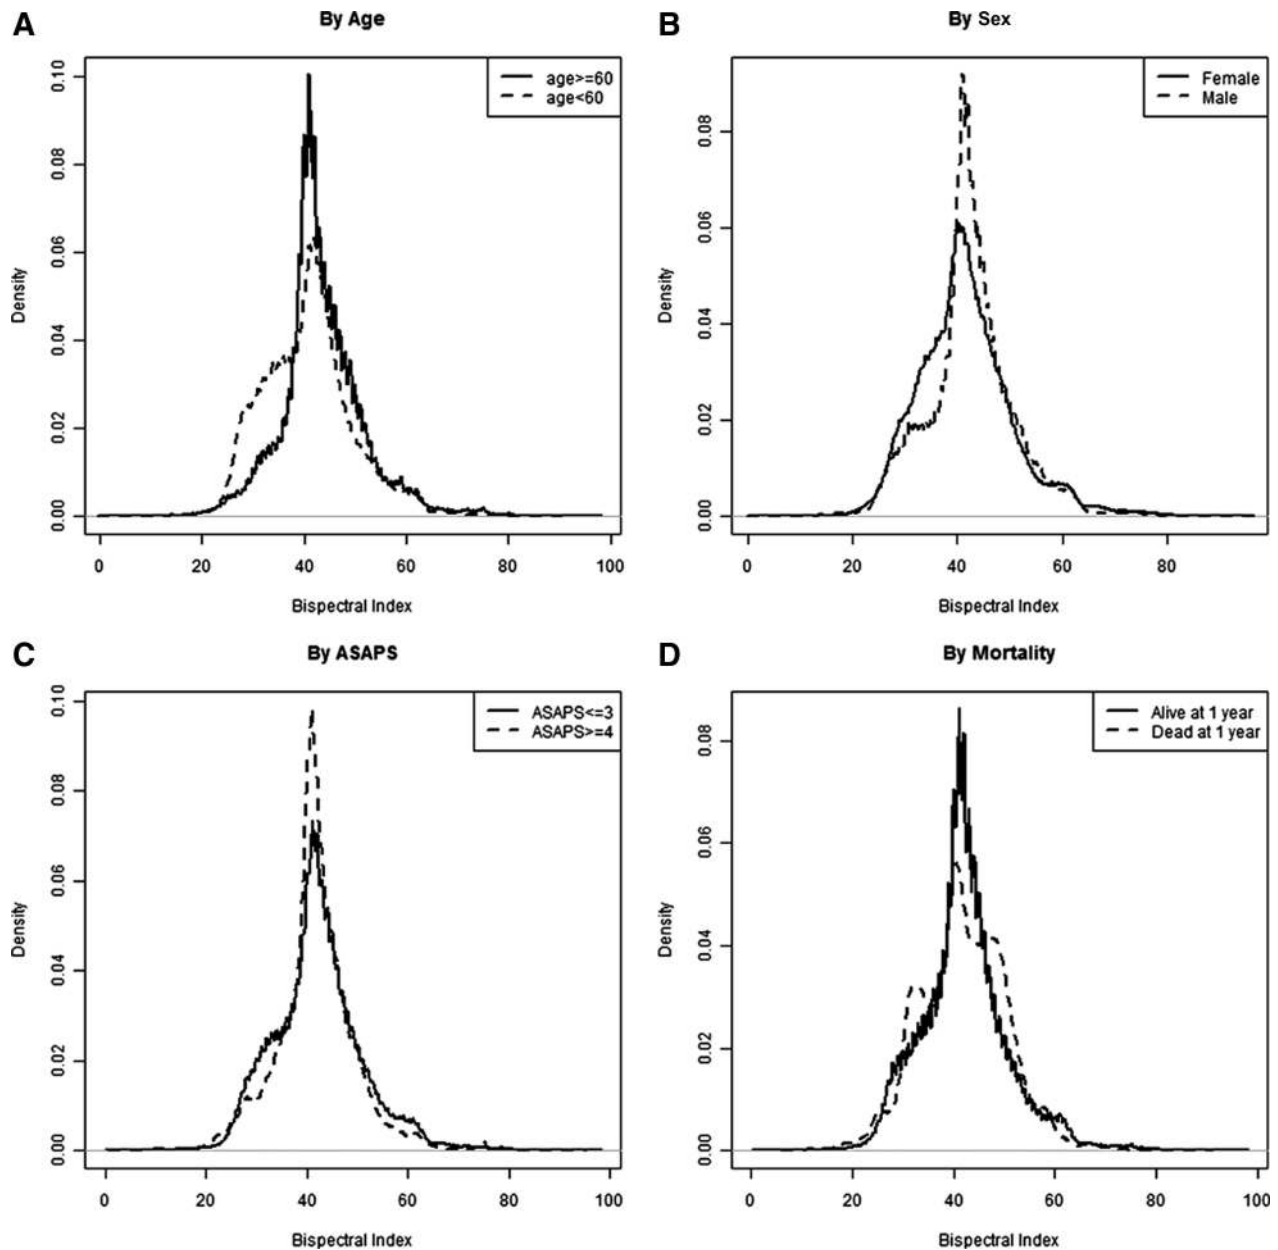 A
By Age
age>=60
age<60
Density
0.00
0.02
0.04
0.06
0.08
0.10
0
20
40
60
80
100
Bispectral Index
B
By Sex
Female
Male
Density
0.00
0.02
0.04
0.06
0.08
0
20
40
60
80
Bispectral Index
C
By ASAPS
ASAPS<=3
ASAPS>=4
Density
0.00
0.02
0.04
0.06
0.08
0.10
0
20
40
60
80
100
Bispectral Index
D
By Mortality
Alive at 1 year
Dead at 1 year
Density
0.00
0.02
0.04
0.06
0.08
0
20
40
60
80
100
Bispectral Index